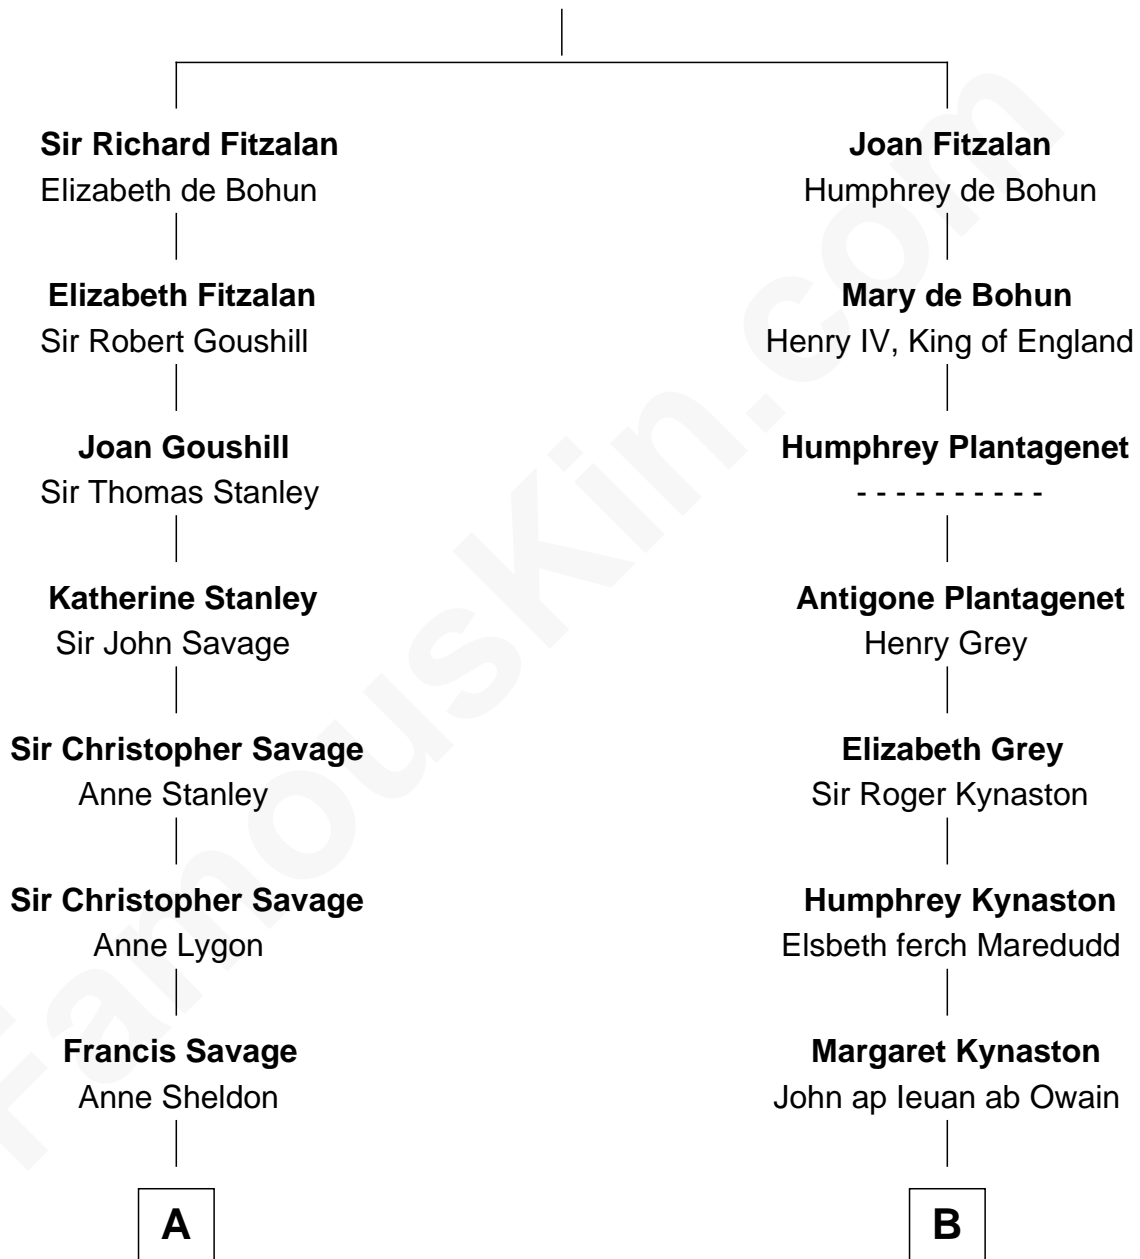 Sir Richard Fitzalan
Elizabeth de Bohun
Elizabeth Fitzalan
Sir Robert Goushill
Joan Goushill
Sir Thomas Stanley
Katherine Stanley
Sir John Savage
Sir Christopher Savage
Anne Stanley
Sir Christopher Savage
Anne Lygon
Francis Savage
Anne Sheldon
A
Joan Fitzalan
Humphrey de Bohun
Mary de Bohun
Henry IV, King of England
Humphrey Plantagenet
- - - - - - - - - -
Antigone Plantagenet
Henry Grey
Elizabeth Grey
Sir Roger Kynaston
Humphrey Kynaston
Elsbeth ferch Maredudd
Margaret Kynaston
John ap Ieuan ab Owain
B
FamousKin.com